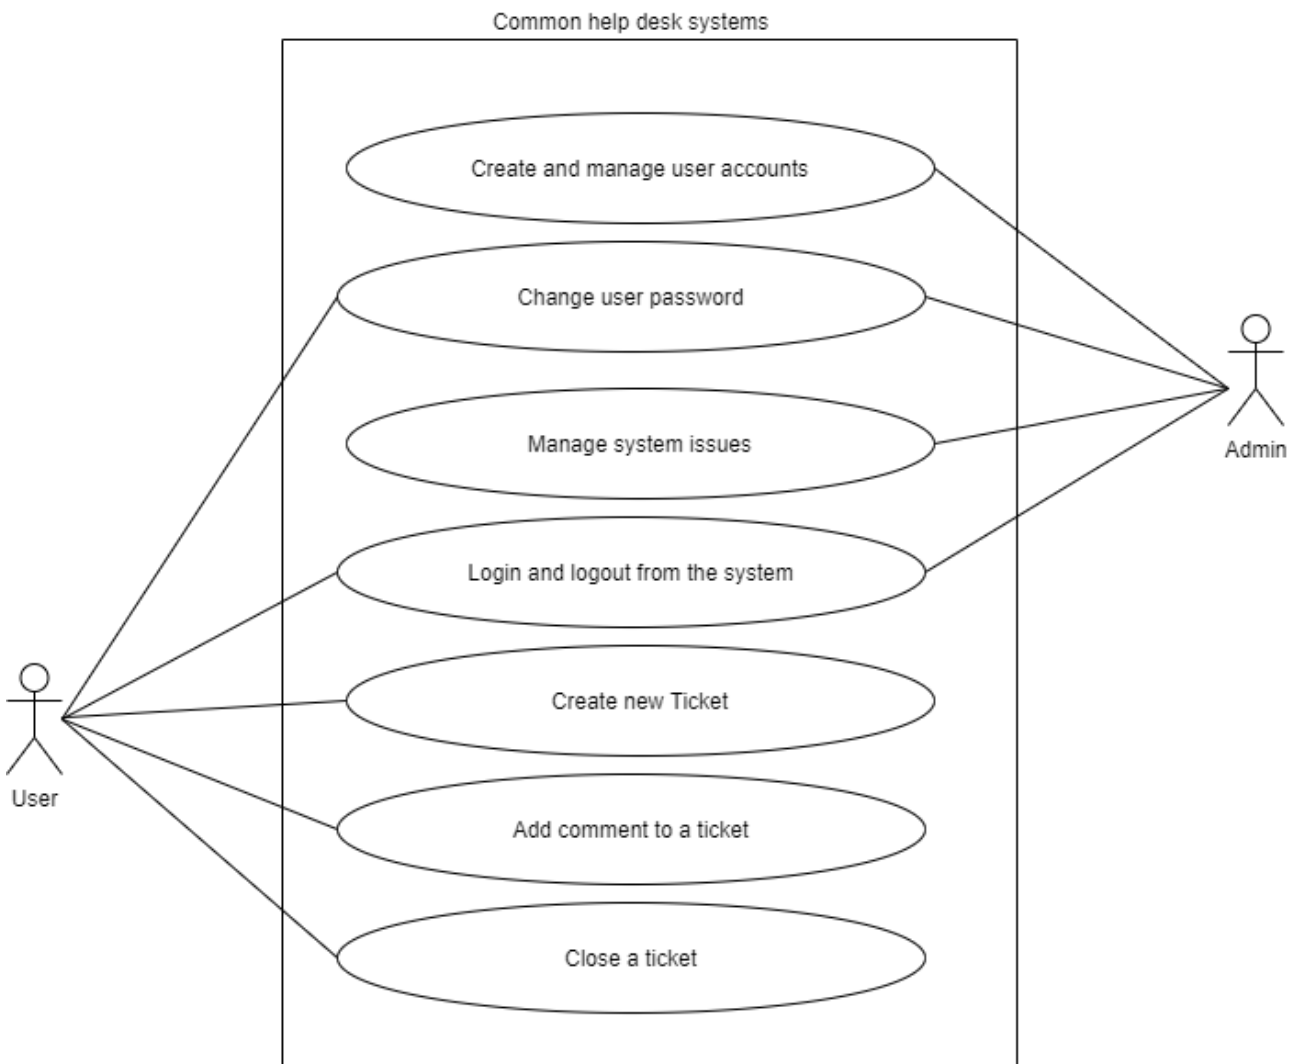 Common help desk systems
Create and manage user accounts
Change user password
Manage system issues
Admin
Login and logout from the system
Create new Ticket
User
Add comment to a ticket
Close a ticket